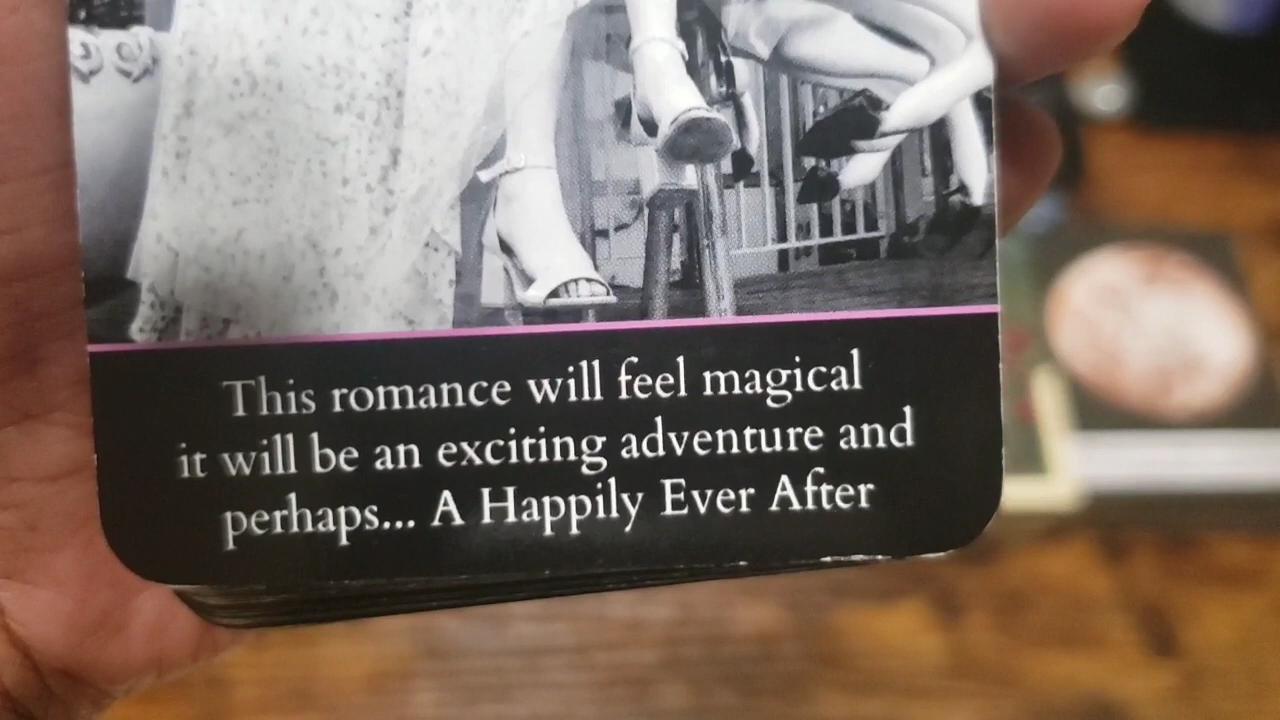 This romance will feel magical
it will be an exciting adventure and
perhaps... A Happily Ever After